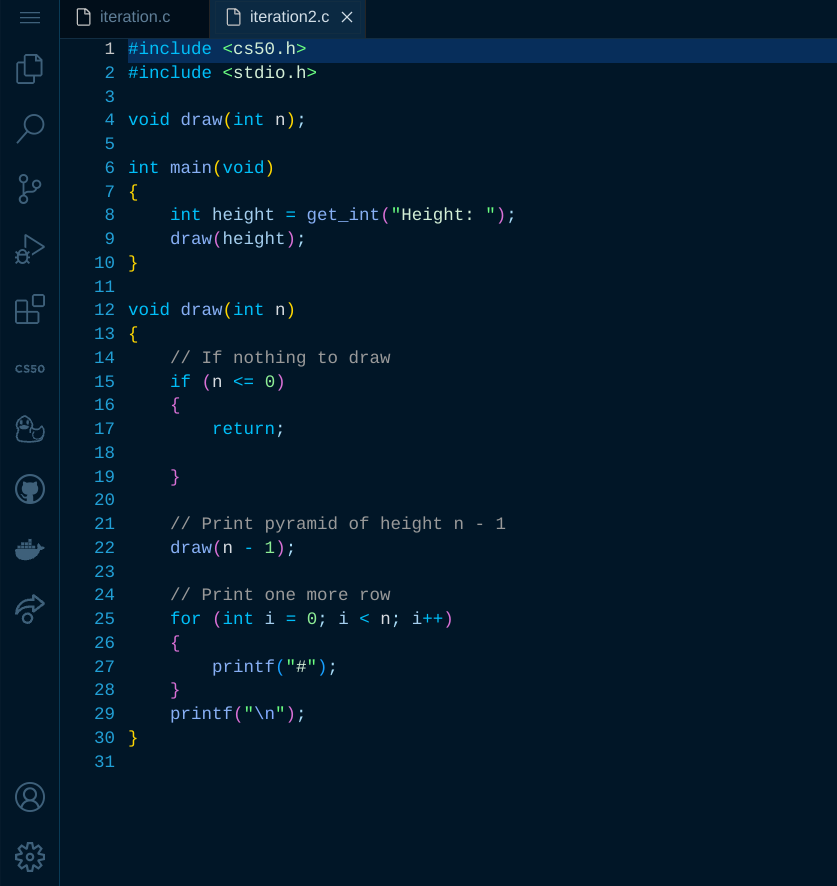 iteration.c
iteration2.c
1 #include <cs50.h>
2 #include <stdio.h>
3
4 void draw(int n);
5
6 int main(void)
7 {
8     int height = get_int("Height: ");
9     draw(height);
10 }
11
12 void draw(int n)
13 {
14     // If nothing to draw
15     if (n <= 0)
16     {
17         return;
18
19     }
20
21     // Print pyramid of height n - 1
22     draw(n - 1);
23
24     // Print one more row
25     for (int i = 0; i < n; i++)
26     {
27         printf("#");
28     }
29     printf("\n");
30 }
31
CS50